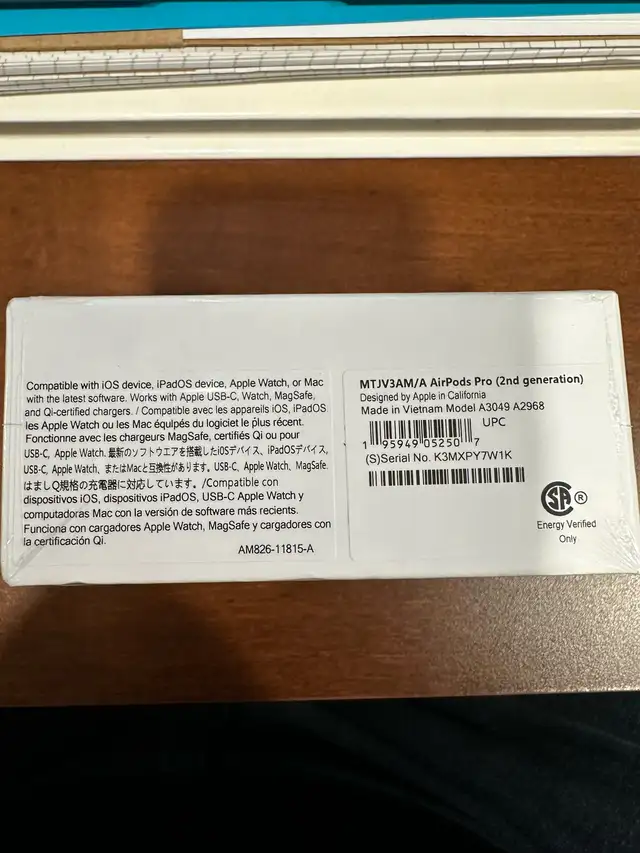 Compatible with iOS device, iPadOS device, Apple Watch, or Mac
with the latest software. Works with Apple USB-C, Watch, MagSafe,
and Qi-certified chargers. / Compatible avec les appareils iOS, iPadOS
les Apple Watch ou les Mac équipés du logiciel le plus récent.
Fonctionne avec les chargeurs MagSafe, certifiés Qi ou pour
USB-C, Apple Watch. 最新のソフトウエアを搭載したiOSデバイス、iPadOSデバイス,
USB-C, Apple Watch、またはMacと互換性があります。USB-C, Apple Watch、MagSafe.
はましQ規格の充電器に対応しています。/Compatible con
dispositivos iOS, dispositivos iPadOS, USB-C Apple Watch y
computadoras Mac con la versión de software más recients.
Funciona con cargadores Apple Watch, MagSafe y cargadores con
la certificación Qi.
AM826-11815-A
MTJV3AM/A AirPods Pro (2nd generation)
Designed by Apple in California
Made in Vietnam Model A3049 A2968
UPC
1 95949 05250 7
(S)Serial No. K3MXPY7W1K
SA ®
Energy Verified
Only